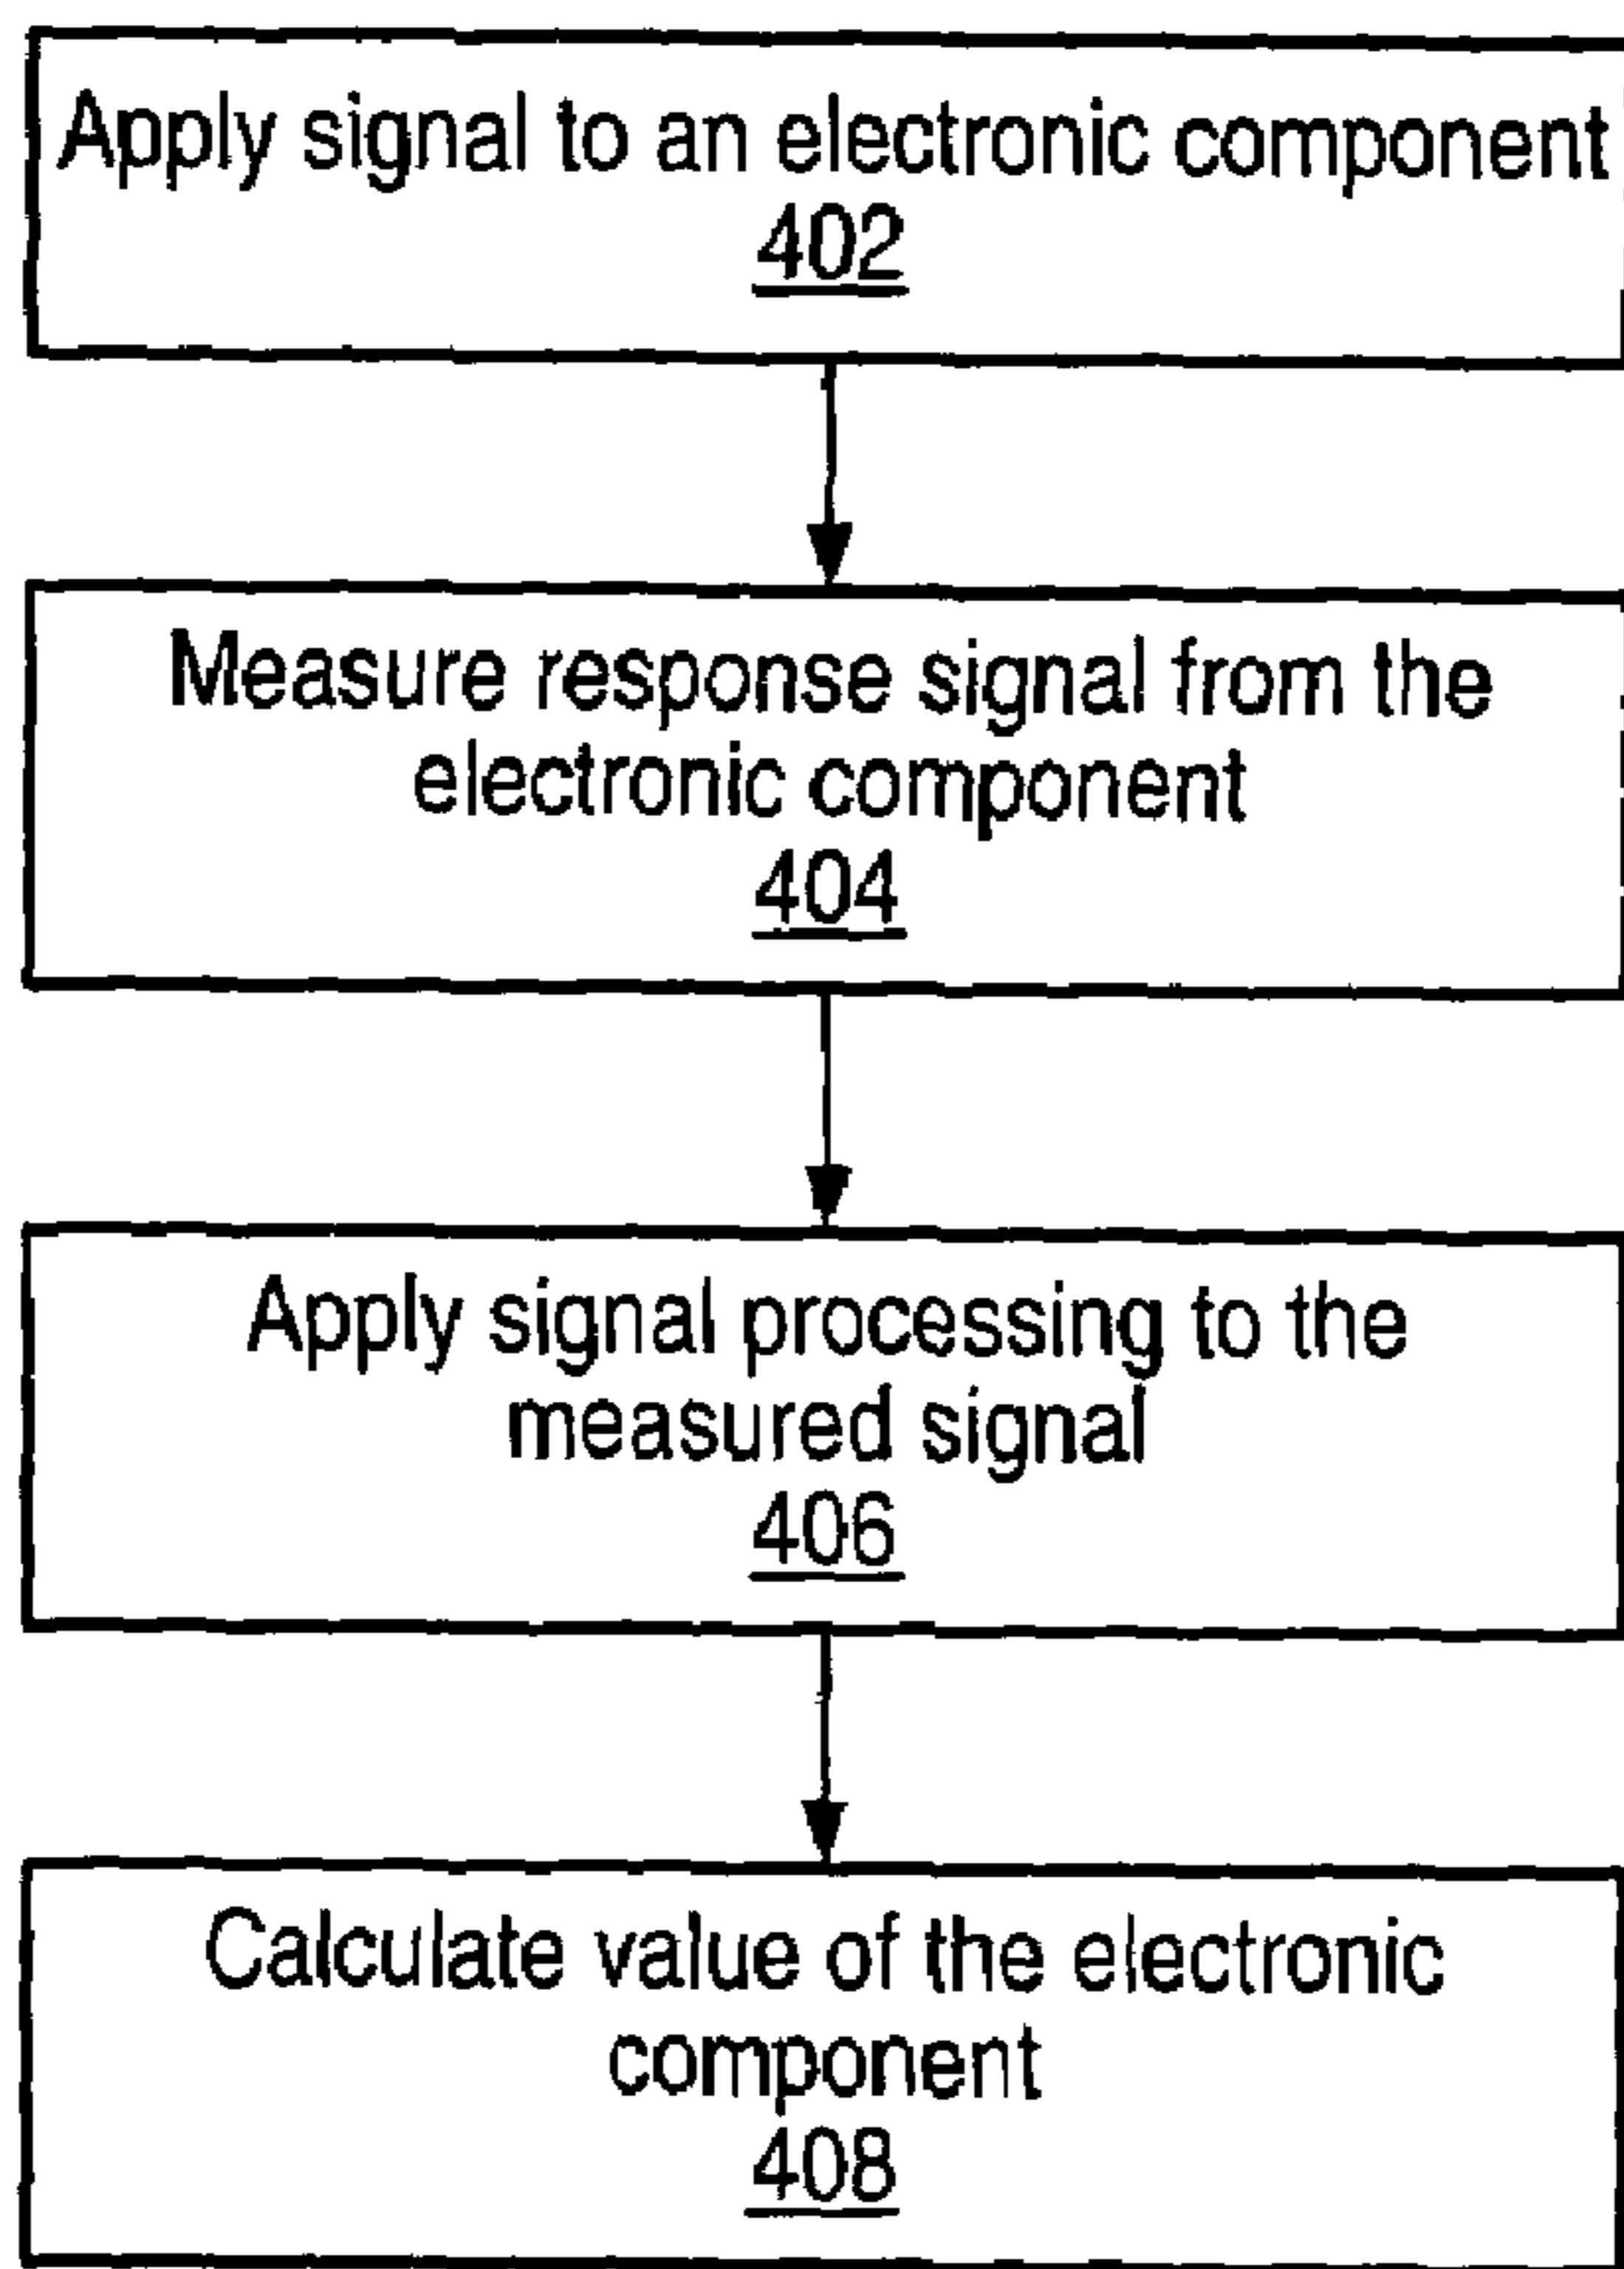 Apply signal to an electronic component
402
Measure response signal from the
electronic component
404
Apply signal processing to the
measured signal
406
Calculate value of the electronic
component
408